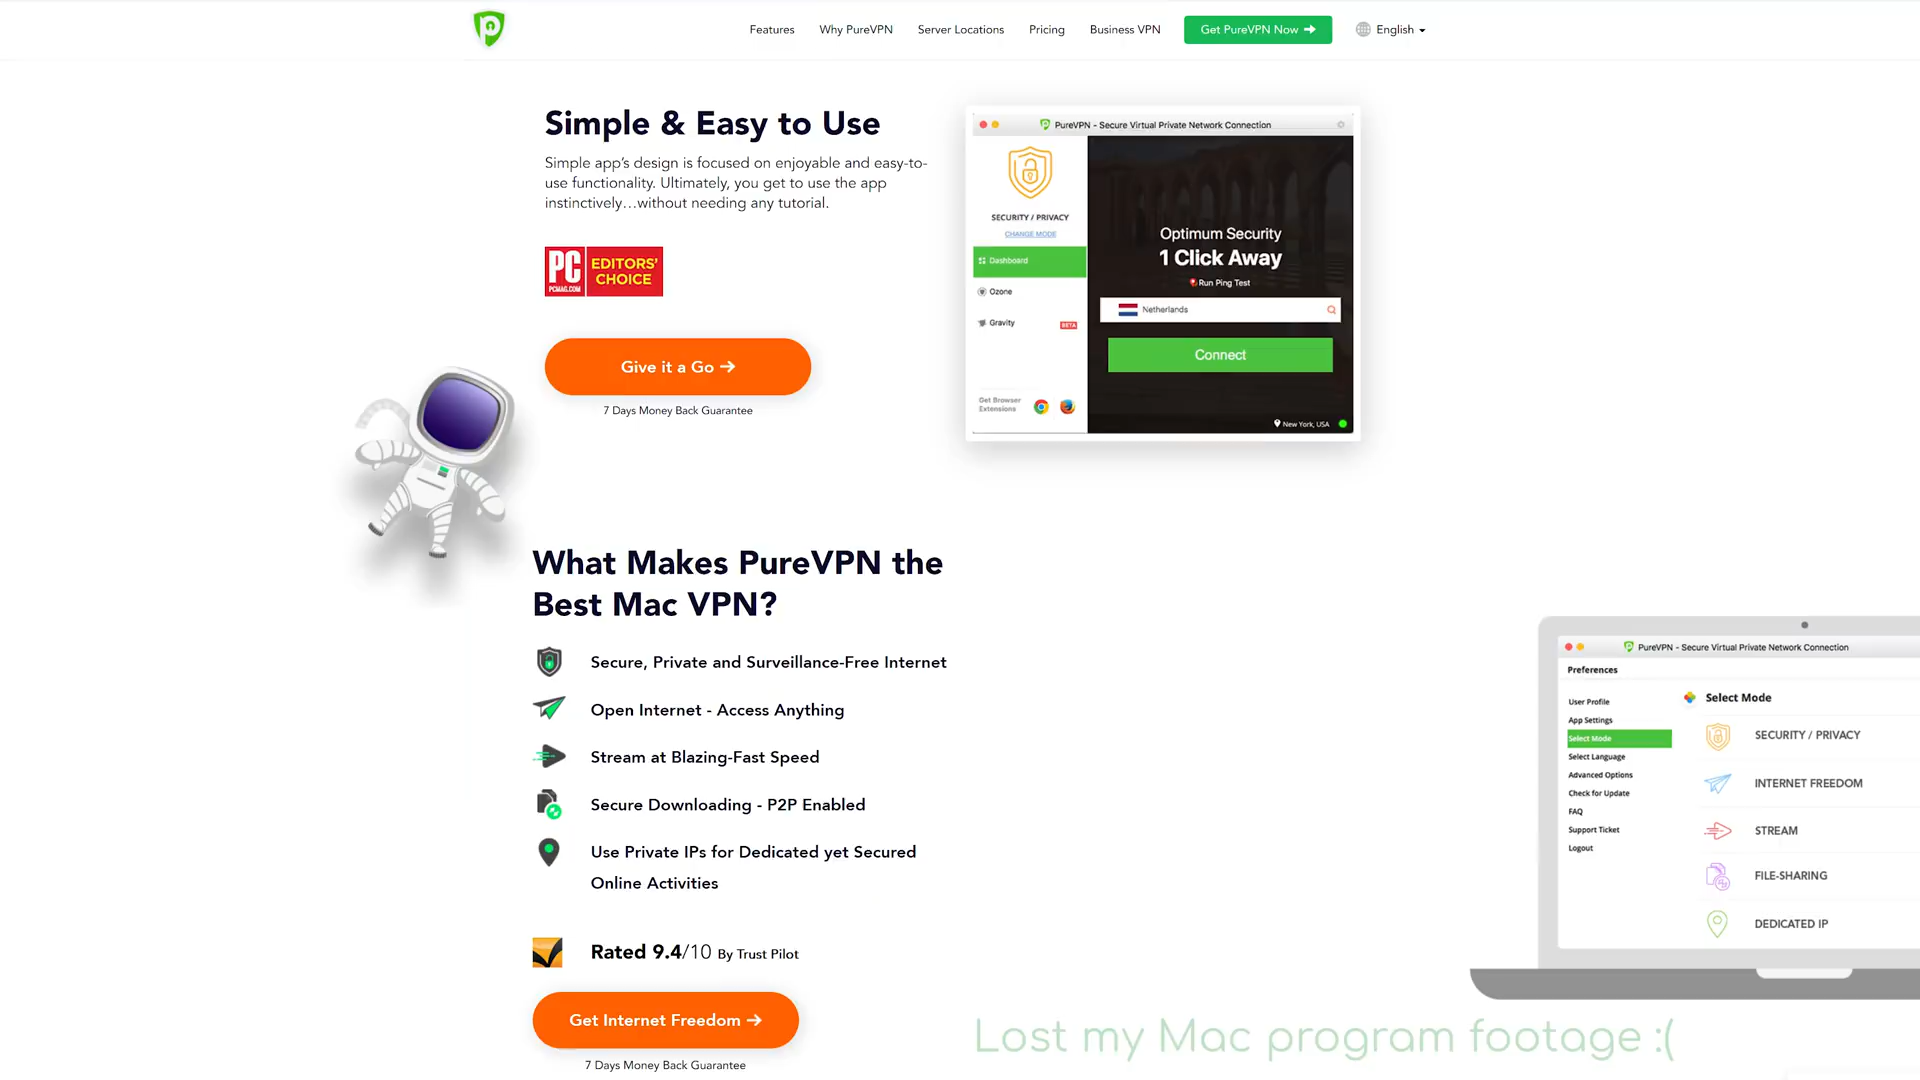 Features Why PureVPN Server Locations Pricing Business VPN Get PureVPN Now English
Simple & Easy to Use
Simple app's design is focused on enjoyable and easy-to-
use functionality. Ultimately, you get to use the app
instinctively...without needing any tutorial.
PC
PCMAG.COM
EDITORS'
CHOICE
Give it a Go
7 Days Money Back Guarantee
PureVPN - Secure Virtual Private Network Connection
SECURITY / PRIVACY
CHANGE MODE
Dashboard
Ozone
Gravity BETA
Get Browser
Extensions
Optimum Security
1 Click Away
Run Ping Test
Netherlands
Connect
New York, USA
What Makes PureVPN the
Best Mac VPN?
Secure, Private and Surveillance-Free Internet
Open Internet - Access Anything
Stream at Blazing-Fast Speed
Secure Downloading - P2P Enabled
Use Private IPs for Dedicated yet Secured
Online Activities
Rated 9.4/10 By Trust Pilot
Get Internet Freedom
7 Days Money Back Guarantee
PureVPN - Secure Virtual Private Network Connection
Preferences
User Profile
App Settings
Select Mode
Select Language
Advanced Options
Check for Update
FAQ
Support Ticket
Logout
Select Mode
SECURITY / PRIVACY
INTERNET FREEDOM
STREAM
FILE-SHARING
DEDICATED IP
Lost my Mac program footage :(